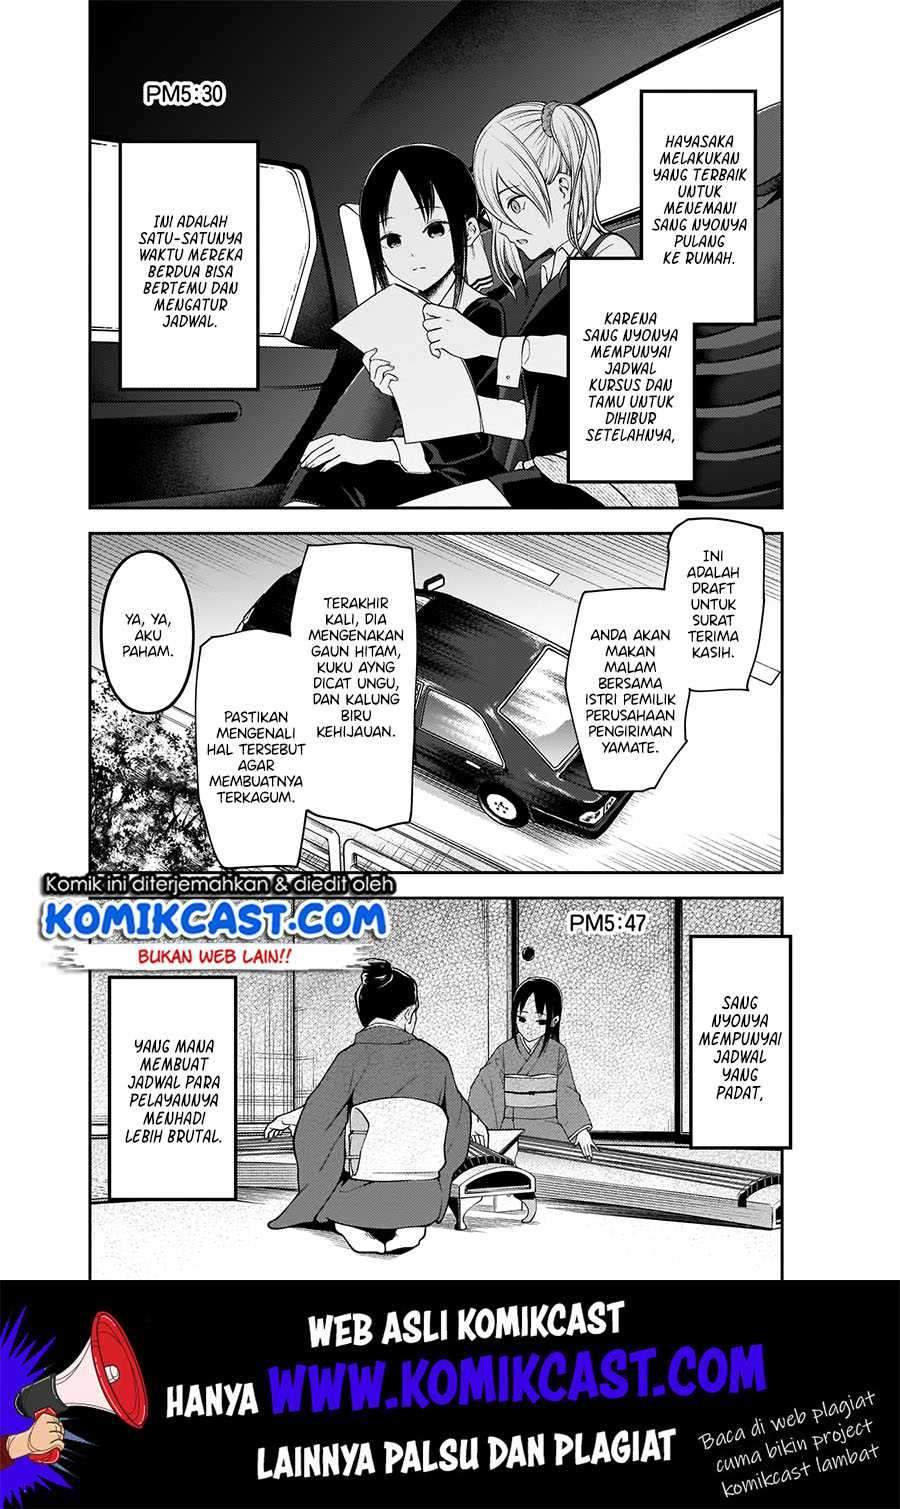 PM5:30
HAYASAKA
MELAKUKAN
YANG TERBAIK
UNTUK
MENEMANI
SANG NYONYA
PULANG
KE RUMAH.
KARENA
SANG NYONYA
MEMPUNYAI
JADWAL
KURSUS DAN
TAMU UNTUK
DIHIBUR
SETELAHNYA,
INI ADALAH
SATU-SATUNYA
WAKTU MEREKA
BERDUA BISA
BERTEMU DAN
MENGATUR
JADWAL.
INI
ADALAH
DRAFT
UNTUK
SURAT
TERIMA
KASIH.
ANDA AKAN
MAKAN
MALAM
BERSAMA
ISTRI PEMILIK
PERUSAHAAN
PENGIRIMAN
YAMATE.
TERAKHIR
KALI, DIA
MENGENAKAN
GAUN HITAM,
KUKU AYNG
DICAT UNGU,
DAN KALUNG
BIRU
KEHIJAUAN.
PASTIKAN
MENGENALI
HAL TERSEBUT
AGAR
MEMBUATNYA
TERKAGUM.
YA, YA,
AKU
PAHAM.
Komik ini diterjemahkan & diedit oleh
KOMIKCAST.COM
BUKAN WEB LAIN!!
PM5:47
SANG
NYONYA
MEMPUNYAI
JADWAL
YANG
PADAT,
YANG MANA
MEMBUAT
JADWAL PARA
PELAYANNYA
MENHADI
LEBIH BRUTAL.
WEB ASLI KOMIKCAST
HANYA WWW.KOMIKCAST.COM
LAINNYA PALSU DAN PLAGIAT
Baca di web plagiat
cuma bikin project
komikcast lambat